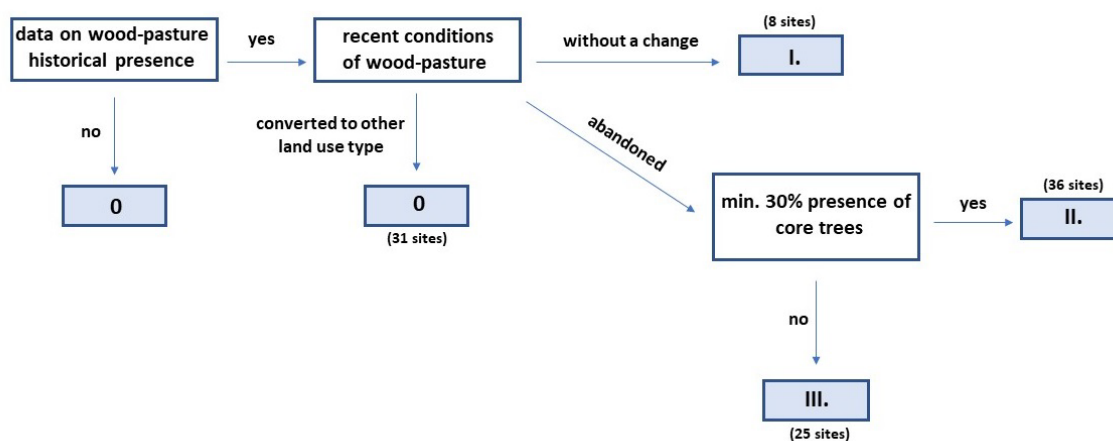 data on wood-pasture
historical presence
yes
recent conditions
of wood-pasture
without a change
(8 sites)
I.
no
converted to other
land use type
abandoned
0
0
(31 sites)
min. 30% presence of
core trees
yes
(36 sites)
II.
no
III.
(25 sites)